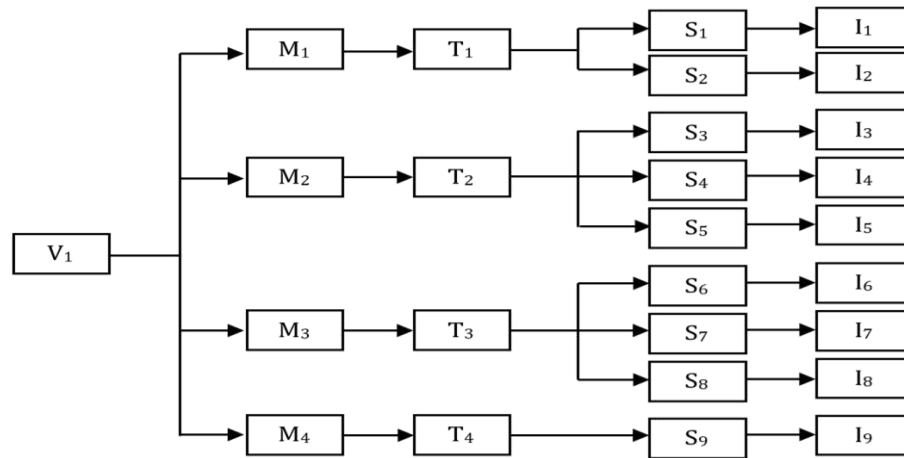 V₁
M₁
T₁
S₁
I₁
S₂
I₂
M₂
T₂
S₃
I₃
S₄
I₄
S₅
I₅
M₃
T₃
S₆
I₆
S₇
I₇
S₈
I₈
M₄
T₄
S₉
I₉